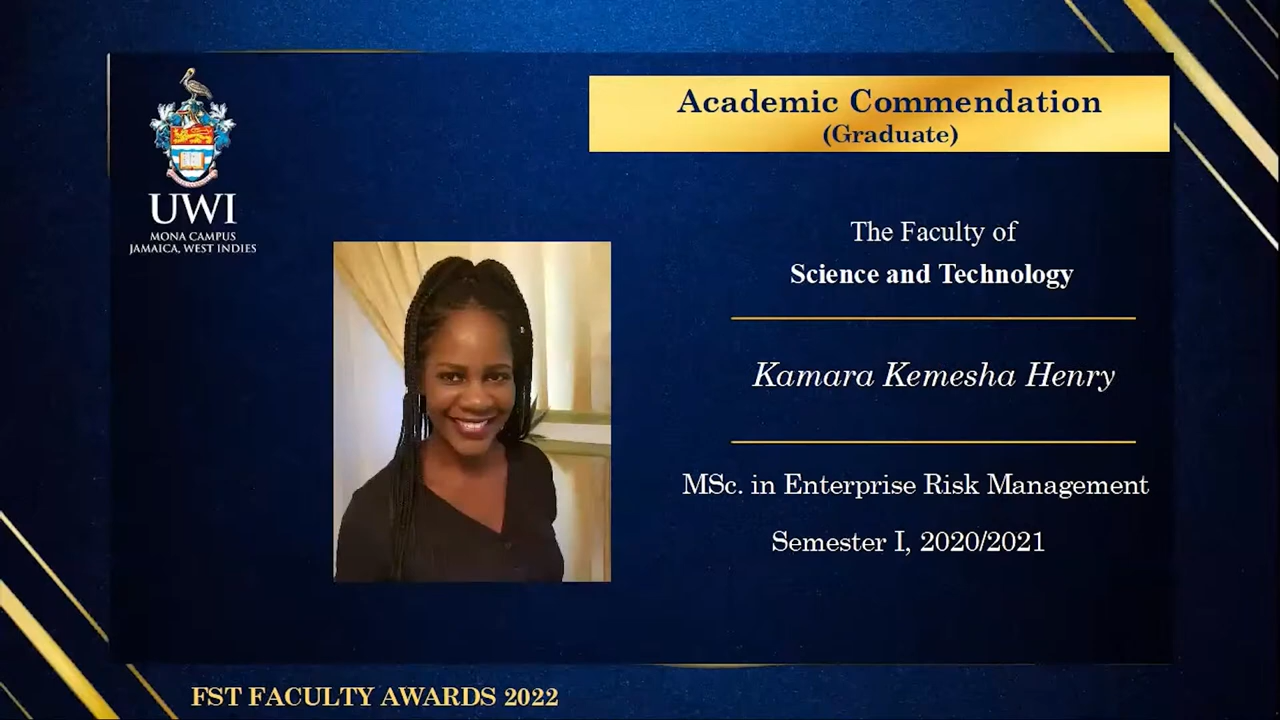 UWI
MONA CAMPUS
JAMAICA, WEST INDIES
Academic Commendation
(Graduate)
The Faculty of
Science and Technology
Kamara Kemesha Henry
MSc. in Enterprise Risk Management
Semester I, 2020/2021
FST FACULTY AWARDS 2022